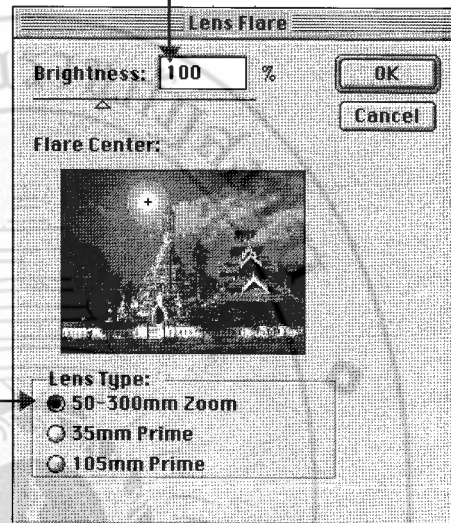 Lens Flare
Brightness: 100 %
OK
Cancel
Flare Center:
Lens Type:
50-300mm Zoom
35mm Prime
105mm Prime